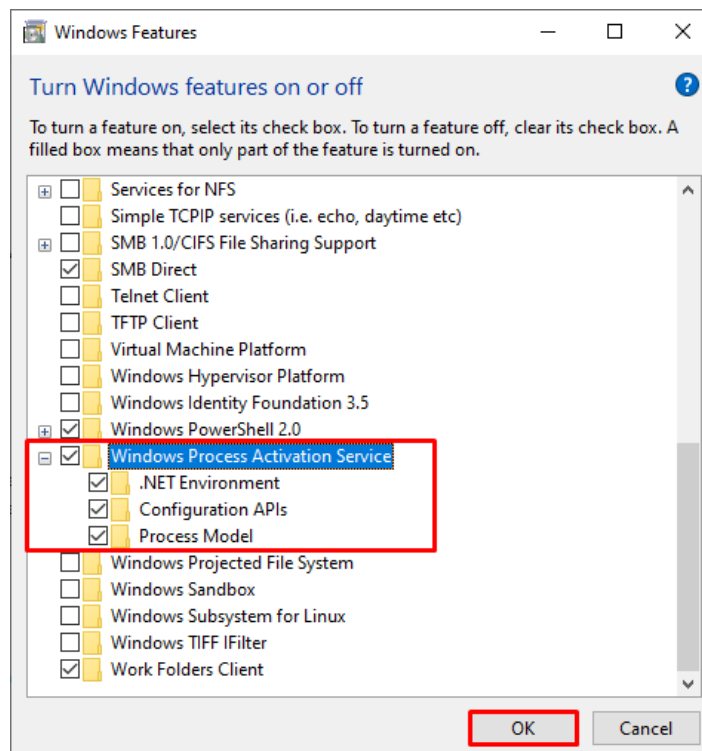 Windows Features
Turn Windows features on or off
To turn a feature on, select its check box. To turn a feature off, clear its check box. A
filled box means that only part of the feature is turned on.
Services for NFS
Simple TCPIP services (i.e. echo, daytime etc)
SMB 1.0/CIFS File Sharing Support
SMB Direct
Telnet Client
TFTP Client
Virtual Machine Platform
Windows Hypervisor Platform
Windows Identity Foundation 3.5
Windows PowerShell 2.0
Windows Process Activation Service
.NET Environment
Configuration APIs
Process Model
Windows Projected File System
Windows Sandbox
Windows Subsystem for Linux
Windows TIFF IFilter
Work Folders Client
OK Cancel